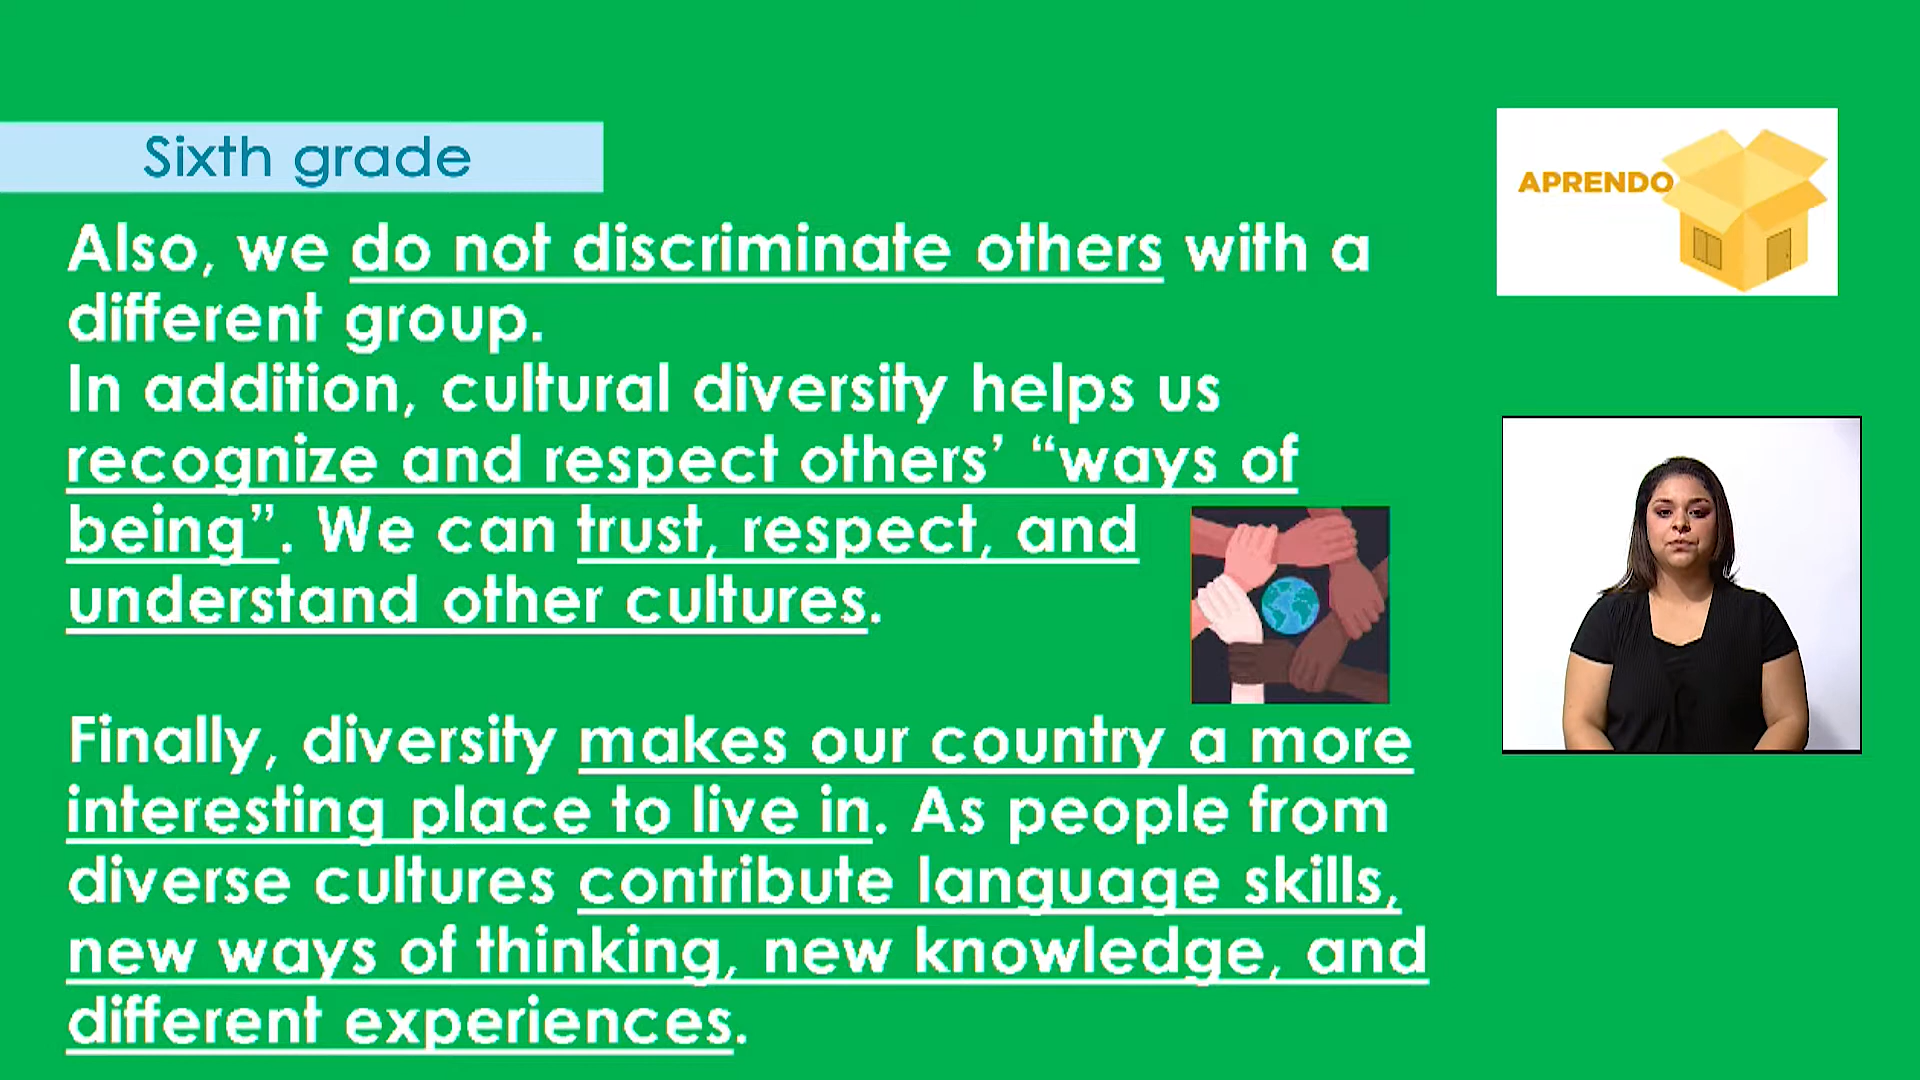 Sixth grade
APRENDO
Also, we do not discriminate others with a
different group.
In addition, cultural diversity helps us
recognize and respect others’ “ways of
being”. We can trust, respect, and
understand other cultures.
Finally, diversity makes our country a more
interesting place to live in. As people from
diverse cultures contribute language skills,
new ways of thinking, new knowledge, and
different experiences.